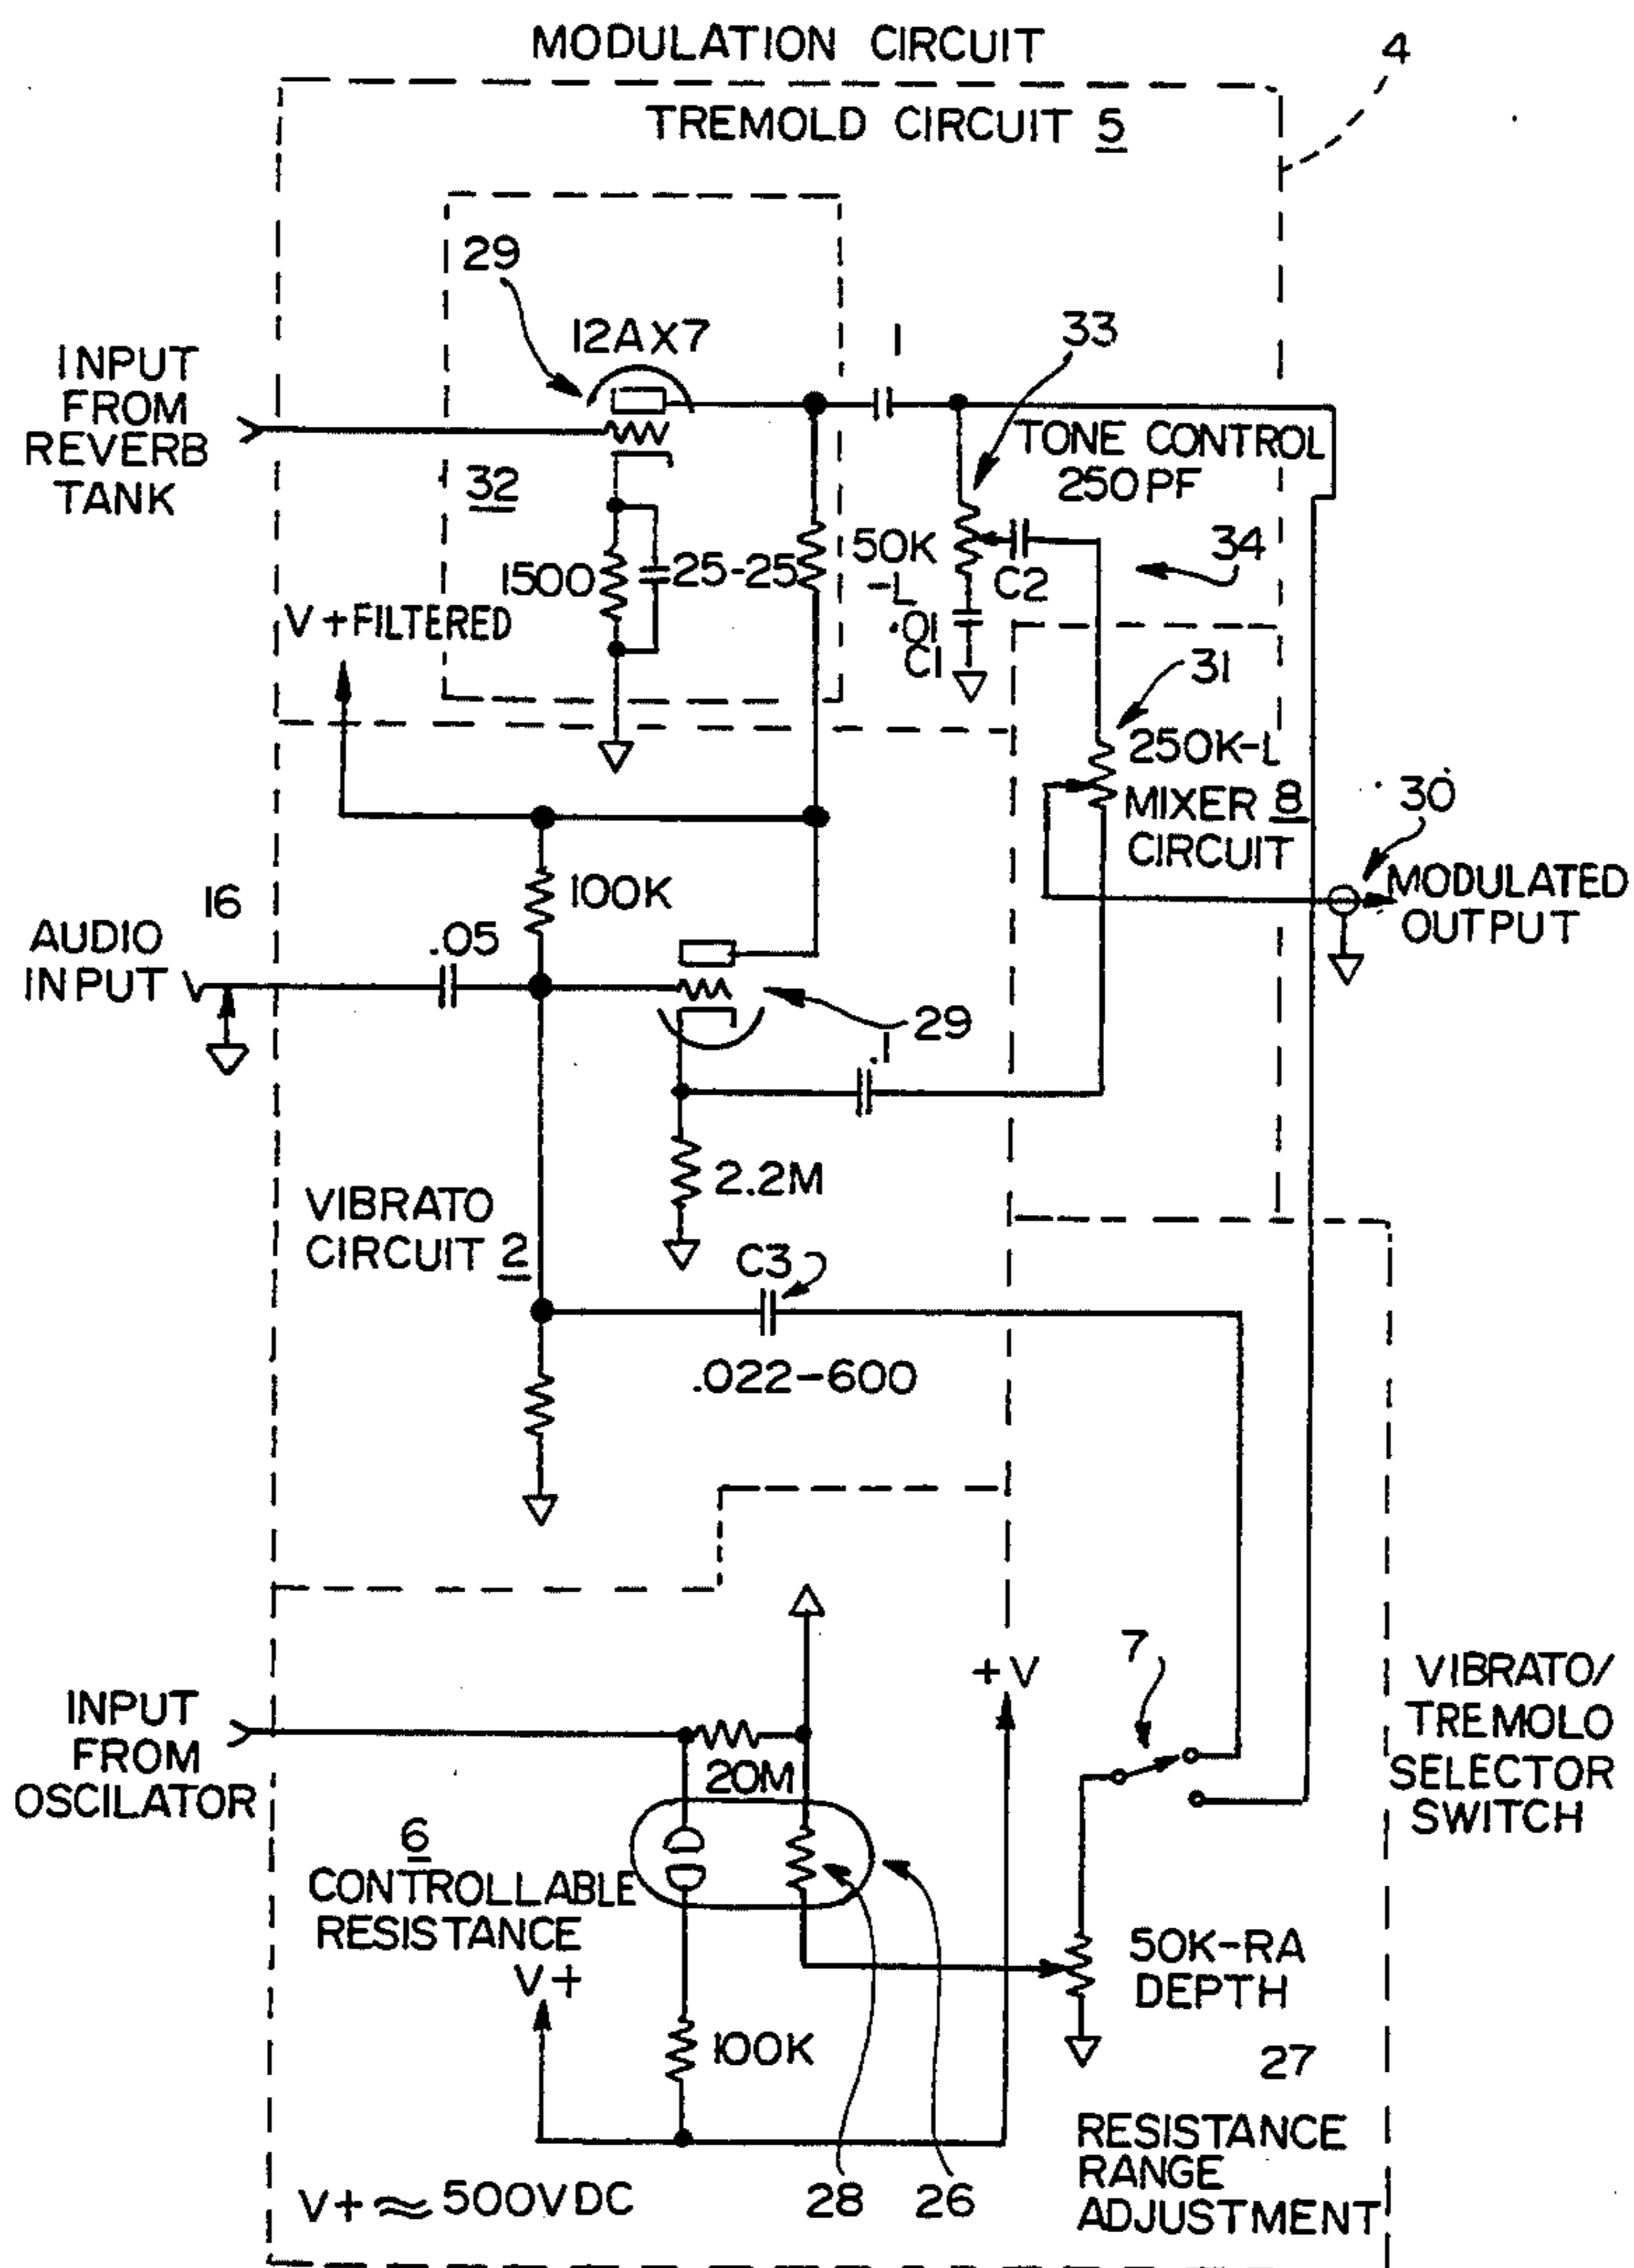 MODULATION CIRCUIT
4
TREMOLD CIRCUIT 5
29
12AX7
1
33
INPUT
FROM
REVERB
TANK
TONE CONTROL
250PF
32
50K
-L
34
1500
25-25
C2
.01
C1
V+FILTERED
31
250K-L
MIXER 8
CIRCUIT
30
MODULATED
OUTPUT
16
100K
AUDIO
INPUT
.05
29
.1
2.2M
VIBRATO
CIRCUIT 2
C3
.022-600
7
+V
VIBRATO/
TREMOLO
SELECTOR
SWITCH
INPUT
FROM
OSCILATOR
20M
6
CONTROLLABLE
RESISTANCE
V+
50K-RA
DEPTH
100K
27
RESISTANCE
RANGE
ADJUSTMENT
V+≈500VDC
28
26